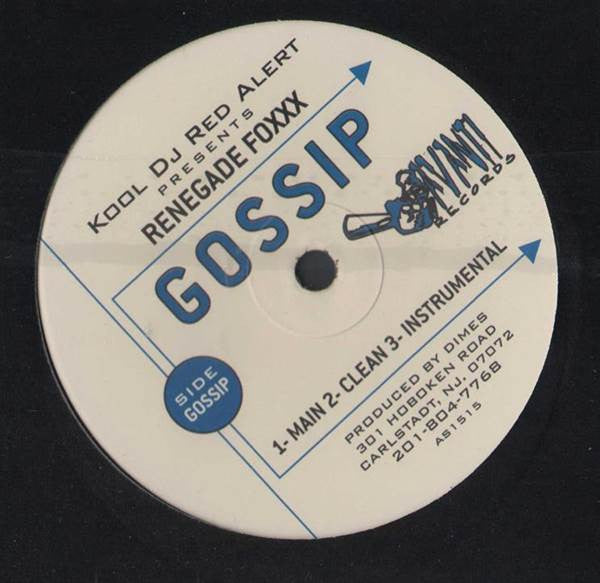 KOOL DJ RED ALERT
PRESENTS
RENEGADE FOXXX
GOSSIP
RECORDS
SIDE
GOSSIP
1- MAIN 2- CLEAN 3- INSTRUMENTAL
PRODUCED BY DIMES
301 HOBOKEN ROAD
CARLSTADT, NJ, 07072
201-804-7768
AS1515